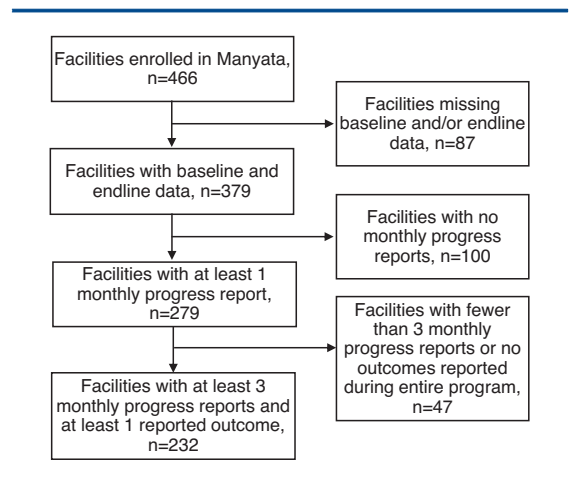 Facilities enrolled in Manyata,
n=466
Facilities missing
baseline and/or endline
data, n=87
Facilities with baseline and
endline data, n=379
Facilities with no
monthly progress
reports, n=100
Facilities with at least 1
monthly progress report,
n=279
Facilities with fewer
than 3 monthly
progress reports or no
outcomes reported
during entire program,
n=47
Facilities with at least 3
monthly progress reports and
at least 1 reported outcome,
n=232